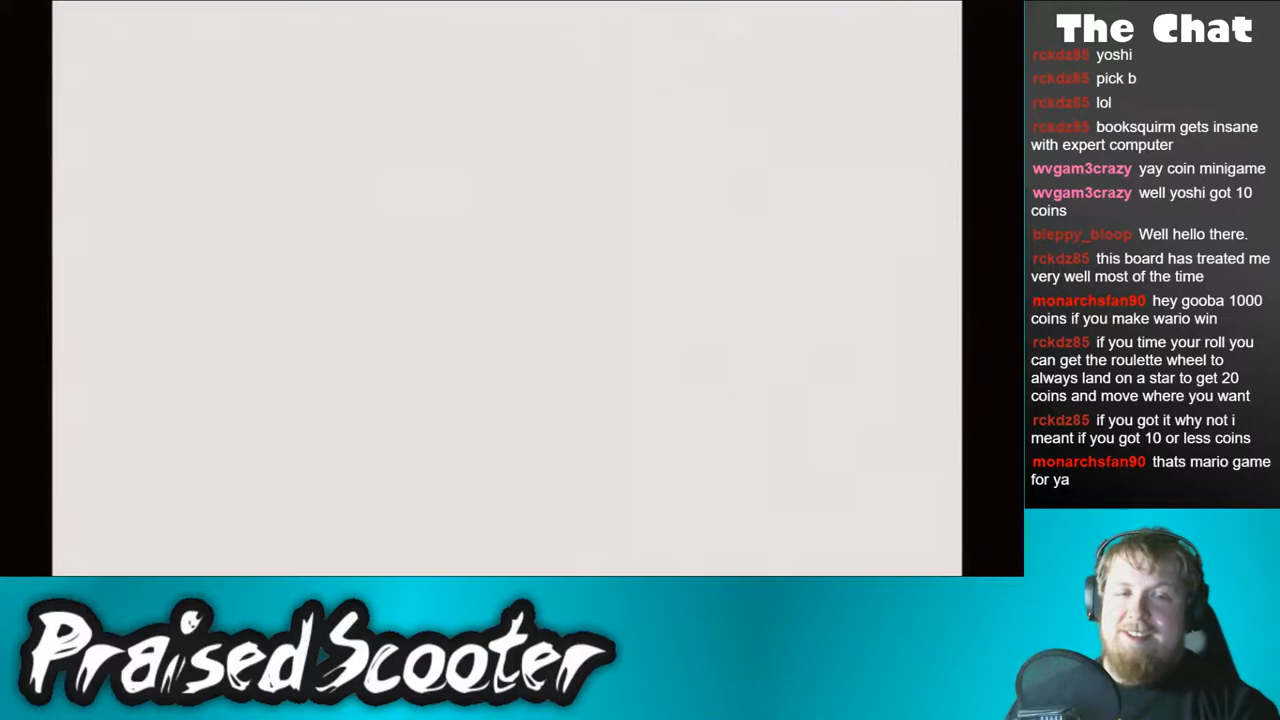 The Chat
rckdz85 yoshi
rckdz85 pick b
rckdz85 lol
rckdz85 booksquirm gets insane
with expert computer
wvgam3crazy yay coin minigame
wvgam3crazy well yoshi got 10
coins
bleppy_bloop Well hello there.
rckdz85 this board has treated me
very well most of the time
monarchsfan90 hey gooba 1000
coins if you make wario win
rckdz85 if you time your roll you
can get the roulette wheel to
always land on a star to get 20
coins and move where you want
rckdz85 if you got it why not i
meant if you got 10 or less coins
monarchsfan90 thats mario game
for ya
PraisedScooter